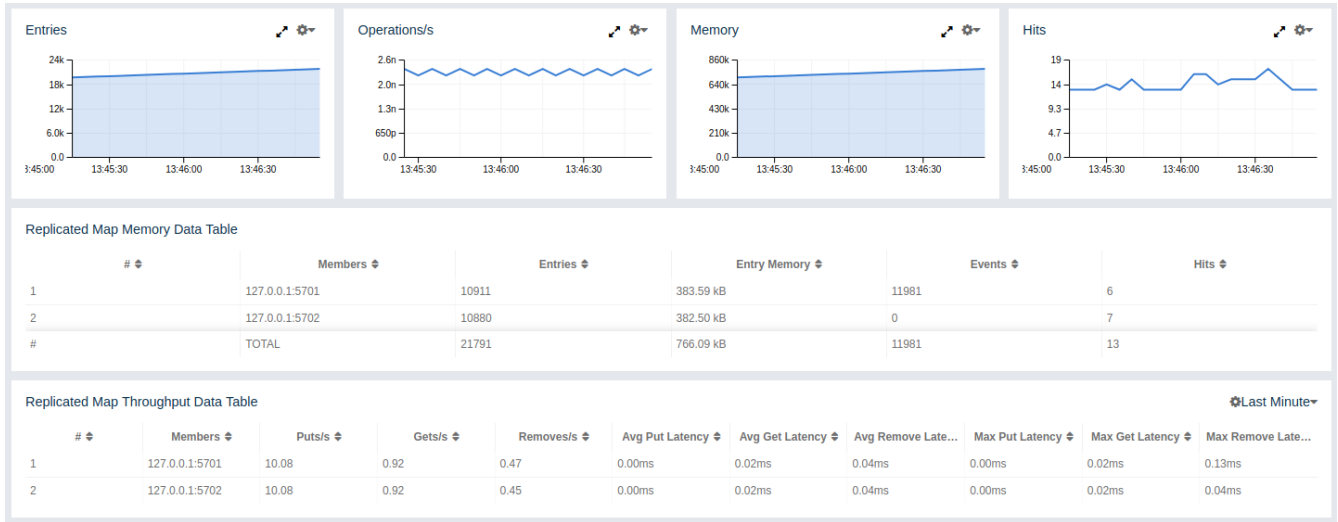 Entries
24k
18k
12k
6.0k
0.0
3:45:00 13:45:30 13:46:00 13:46:30
Operations/s
2.6n
2.0n
1.3n
650p
0.0
13:45:30 13:46:00 13:46:30
Memory
860k
640k
430k
210k
0.0
3:45:00 13:45:30 13:46:00 13:46:30
Hits
19
14
9.3
4.7
0.0
3:45:00 13:45:30 13:46:00 13:46:30
Replicated Map Memory Data Table
# Members Entries Entry Memory Events Hits
1 127.0.0.1:5701 10911 383.59 kB 11981 6
2 127.0.0.1:5702 10880 382.50 kB 0 7
# TOTAL 21791 766.09 kB 11981 13
Replicated Map Throughput Data Table
Last Minute
# Members Puts/s Gets/s Removes/s Avg Put Latency Avg Get Latency Avg Remove Late... Max Put Latency Max Get Latency Max Remove Late...
1 127.0.0.1:5701 10.08 0.92 0.47 0.00ms 0.02ms 0.04ms 0.00ms 0.02ms 0.13ms
2 127.0.0.1:5702 10.08 0.92 0.45 0.00ms 0.02ms 0.04ms 0.00ms 0.02ms 0.04ms